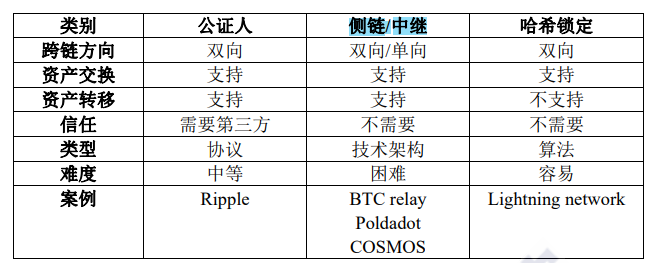 类别 公证人 侧链/中继 哈希锁定
跨链方向 双向 双向/单向 双向
资产交换 支持 支持 支持
资产转移 支持 支持 不支持
信任 需要第三方 不需要 不需要
类型 协议 技术架构 算法
难度 中等 困难 容易
案例 Ripple BTC relay Lightning network
Poldadot
COSMOS